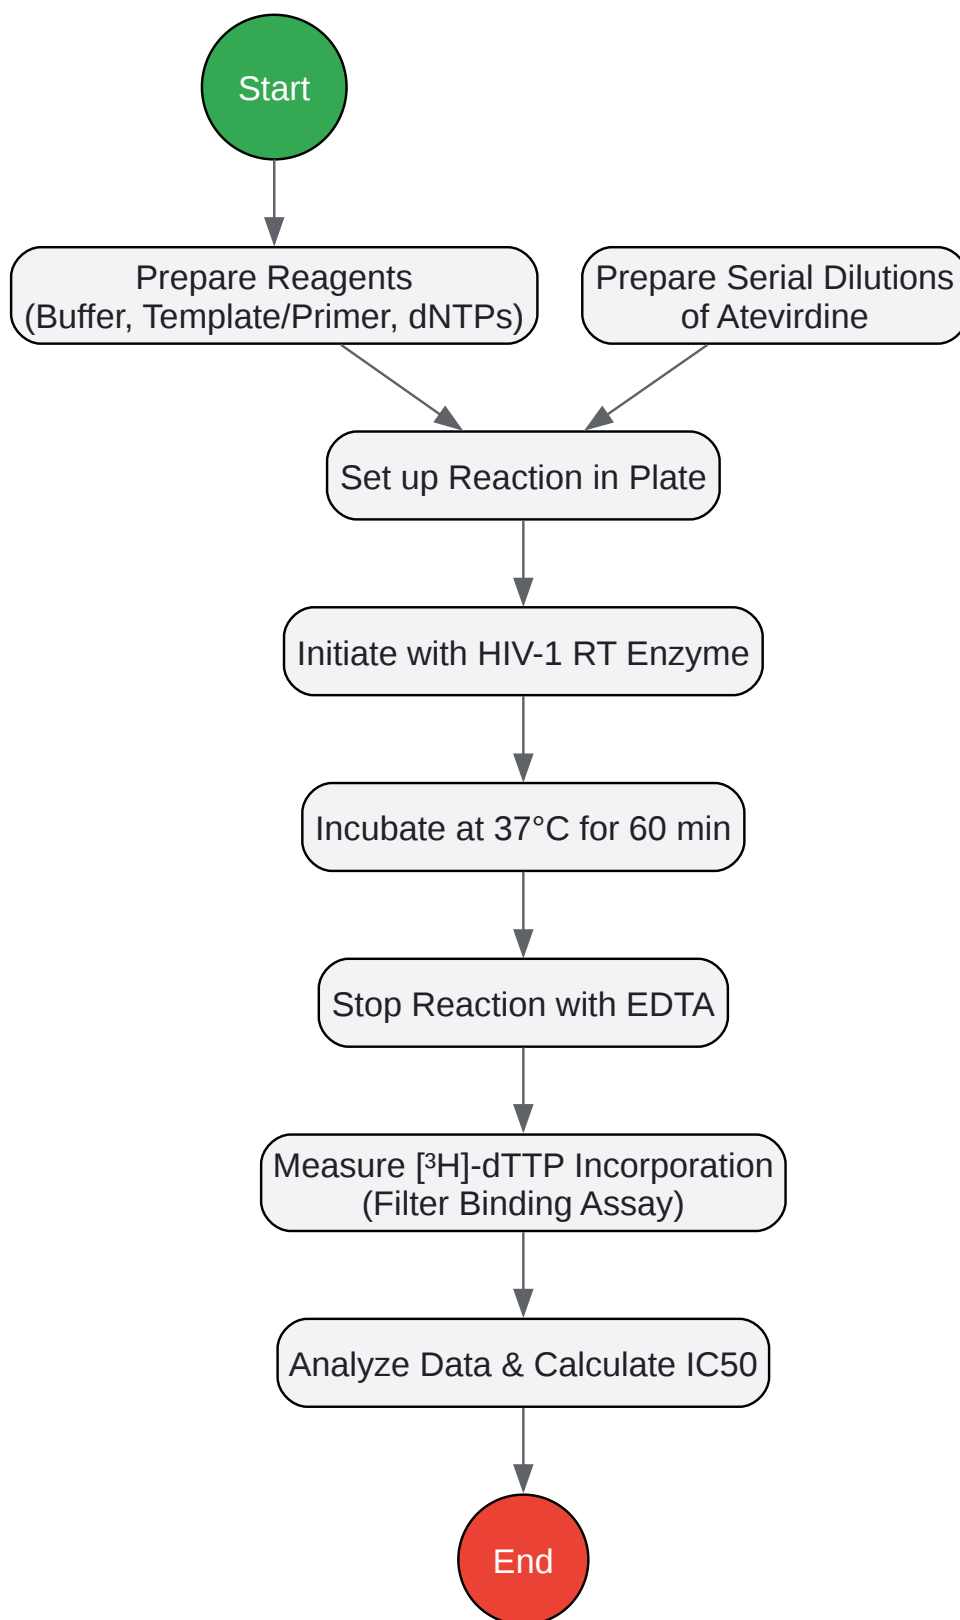 Start
Prepare Reagents
(Buffer, Template/Primer, dNTPs)
Prepare Serial Dilutions
of Atevirdine
Set up Reaction in Plate
Initiate with HIV-1 RT Enzyme
Incubate at 37°C for 60 min
Stop Reaction with EDTA
Measure [³H]-dTTP Incorporation
(Filter Binding Assay)
Analyze Data & Calculate IC50
End